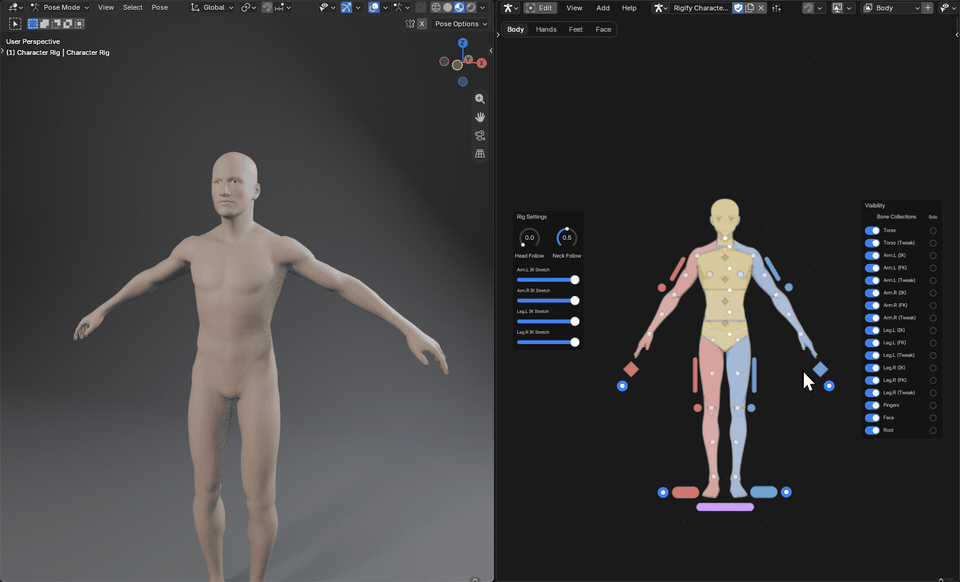 Pose Mode View Select Pose Global
Pose Options
User Perspective
(1) Character Rig | Character Rig
Z
X
Edit View Add Help Rigify Characte... Body
Body Hands Feet Face
Rig Settings
0.0 0.5
Head Follow Neck Follow
Arm.L IK Stretch
Arm.R IK Stretch
Leg.L IK Stretch
Leg.R IK Stretch
Visibility
Bone Collections Solo
Torso
Torso (Tweak)
Arm.L (IK)
Arm.L (FK)
Arm.L (Tweak)
Arm.R (IK)
Arm.R (FK)
Arm.R (Tweak)
Leg.L (IK)
Leg.L (FK)
Leg.L (Tweak)
Leg.R (IK)
Leg.R (FK)
Leg.R (Tweak)
Fingers
Face
Root